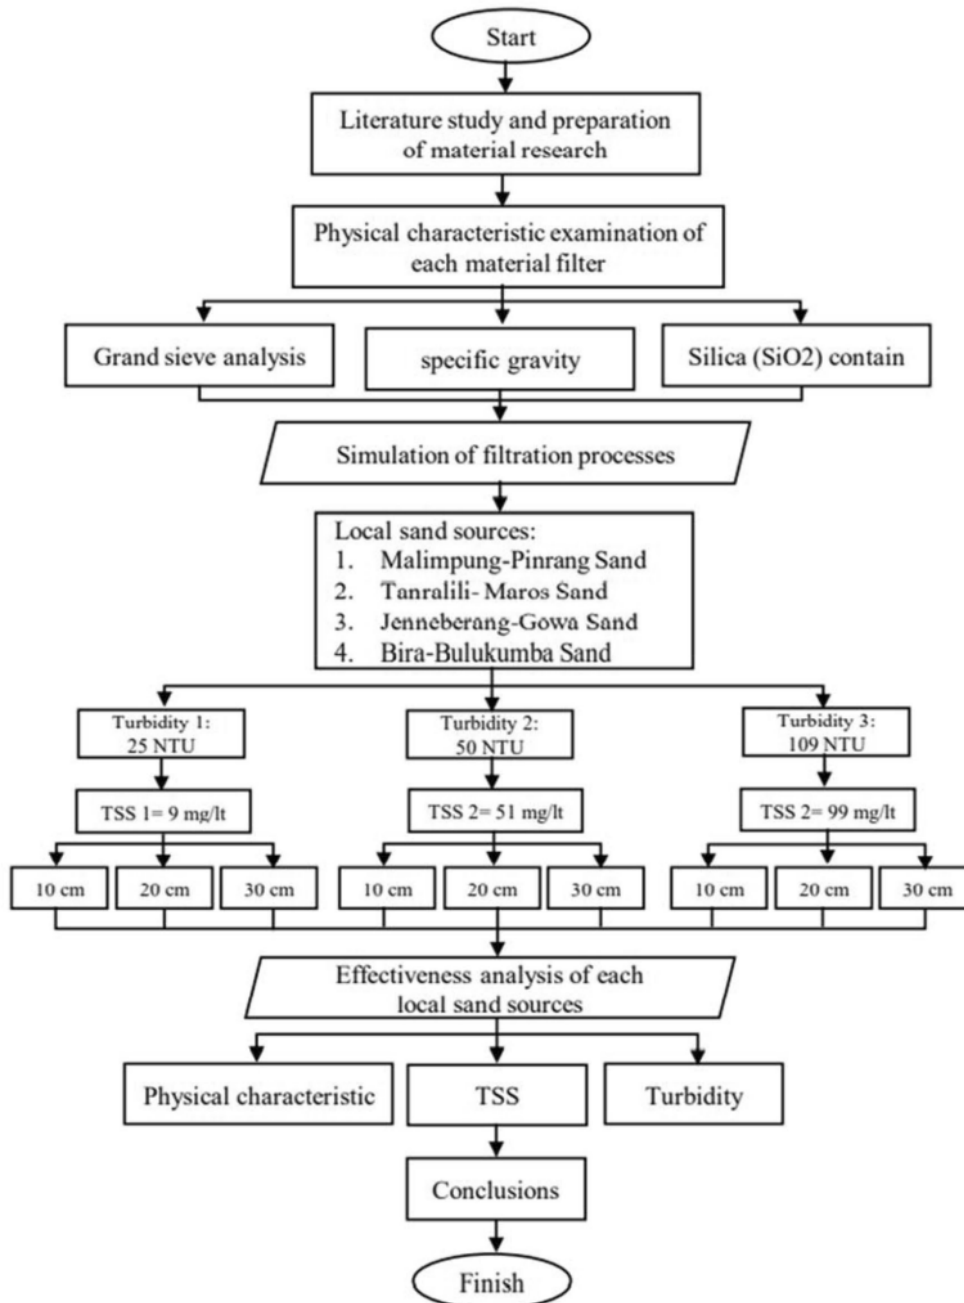 Start
Literature study and preparation
of material research
Physical characteristic examination of
each material filter
Grand sieve analysis
specific gravity
Silica (SiO2) contain
Simulation of filtration processes
Local sand sources:
1. Malimpung-Pinrang Sand
2. Tanralili- Maros Sand
3. Jenneberang-Gowa Sand
4. Bira-Bulukumba Sand
Turbidity 1:
25 NTU
Turbidity 2:
50 NTU
Turbidity 3:
109 NTU
TSS 1= 9 mg/lt
TSS 2= 51 mg/lt
TSS 2= 99 mg/lt
10 cm
20 cm
30 cm
10 cm
20 cm
30 cm
10 cm
20 cm
30 cm
Effectiveness analysis of each
local sand sources
Physical characteristic
TSS
Turbidity
Conclusions
Finish